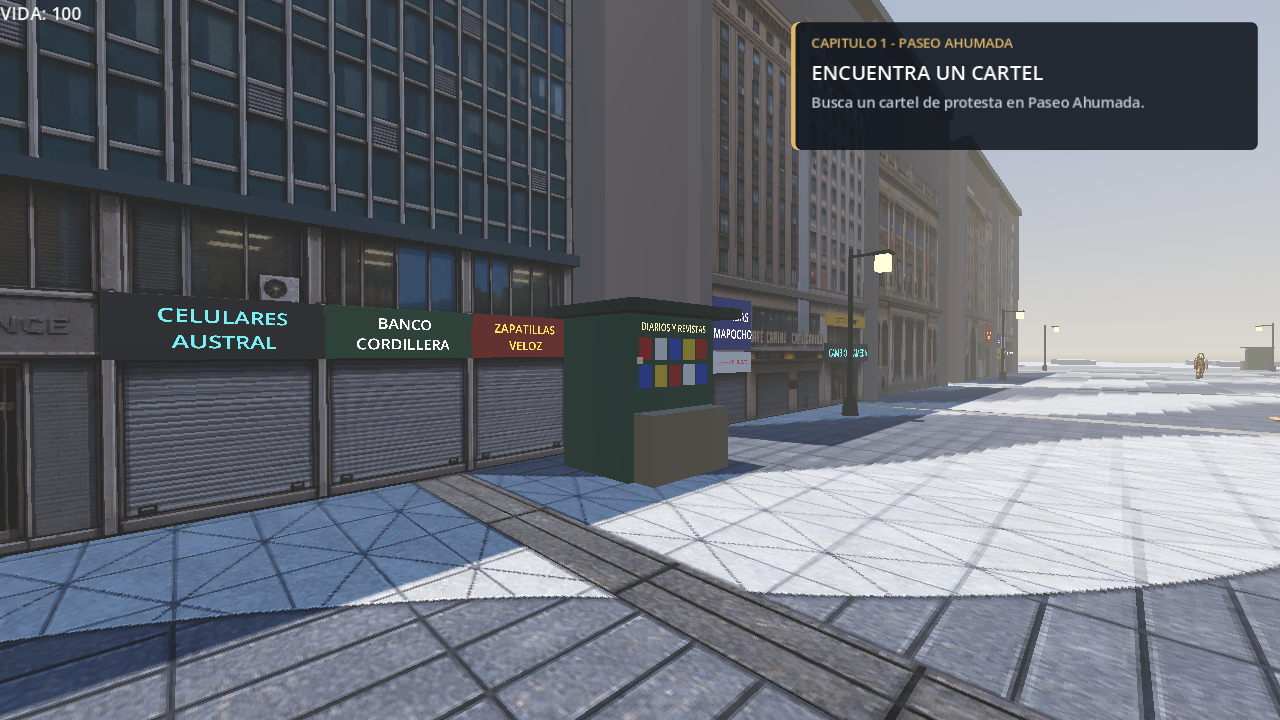 VIDA: 100
CAPITULO 1 - PASEO AHUMADA
ENCUENTRA UN CARTEL
Busca un cartel de protesta en Paseo Ahumada.
NCE
CELULARES
AUSTRAL
BANCO
CORDILLERA
ZAPATILLAS
VELOZ
DIARIOS Y REVISTAS
MAPOCHO